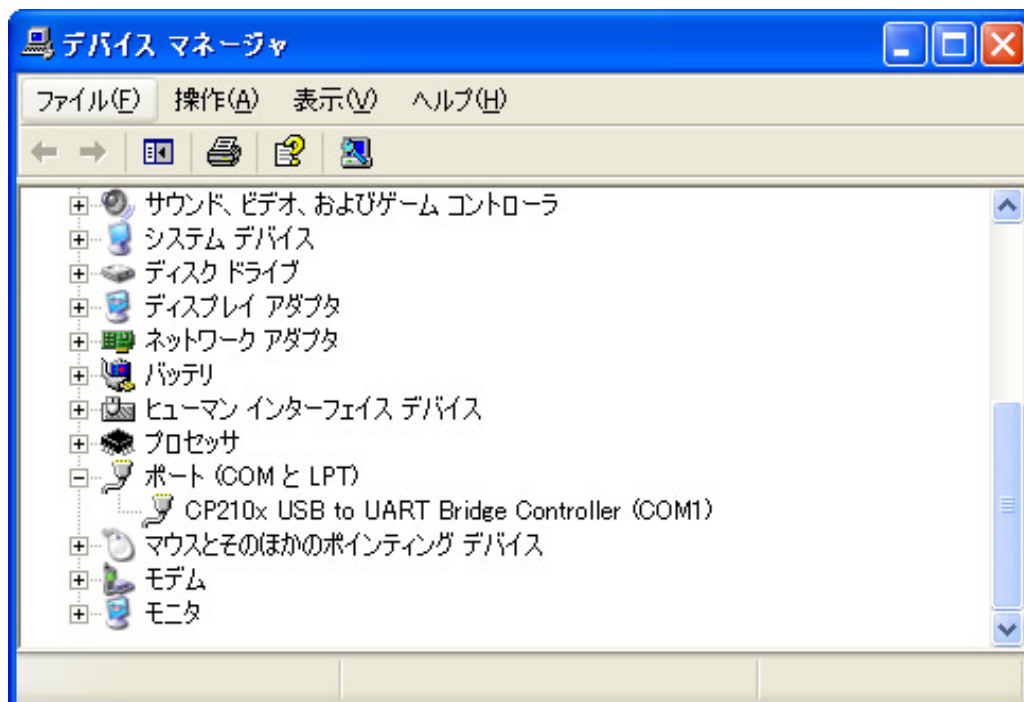 デバイス マネージャ
ファイル(F) 操作(A) 表示(V) ヘルプ(H)
サウンド、ビデオ、およびゲーム コントローラ
システム デバイス
ディスク ドライブ
ディスプレイ アダプタ
ネットワーク アダプタ
バッテリ
ヒューマン インターフェイス デバイス
プロセッサ
ポート (COM と LPT)
CP210x USB to UART Bridge Controller (COM1)
マウスとそのほかのポインティング デバイス
モデム
モニタ